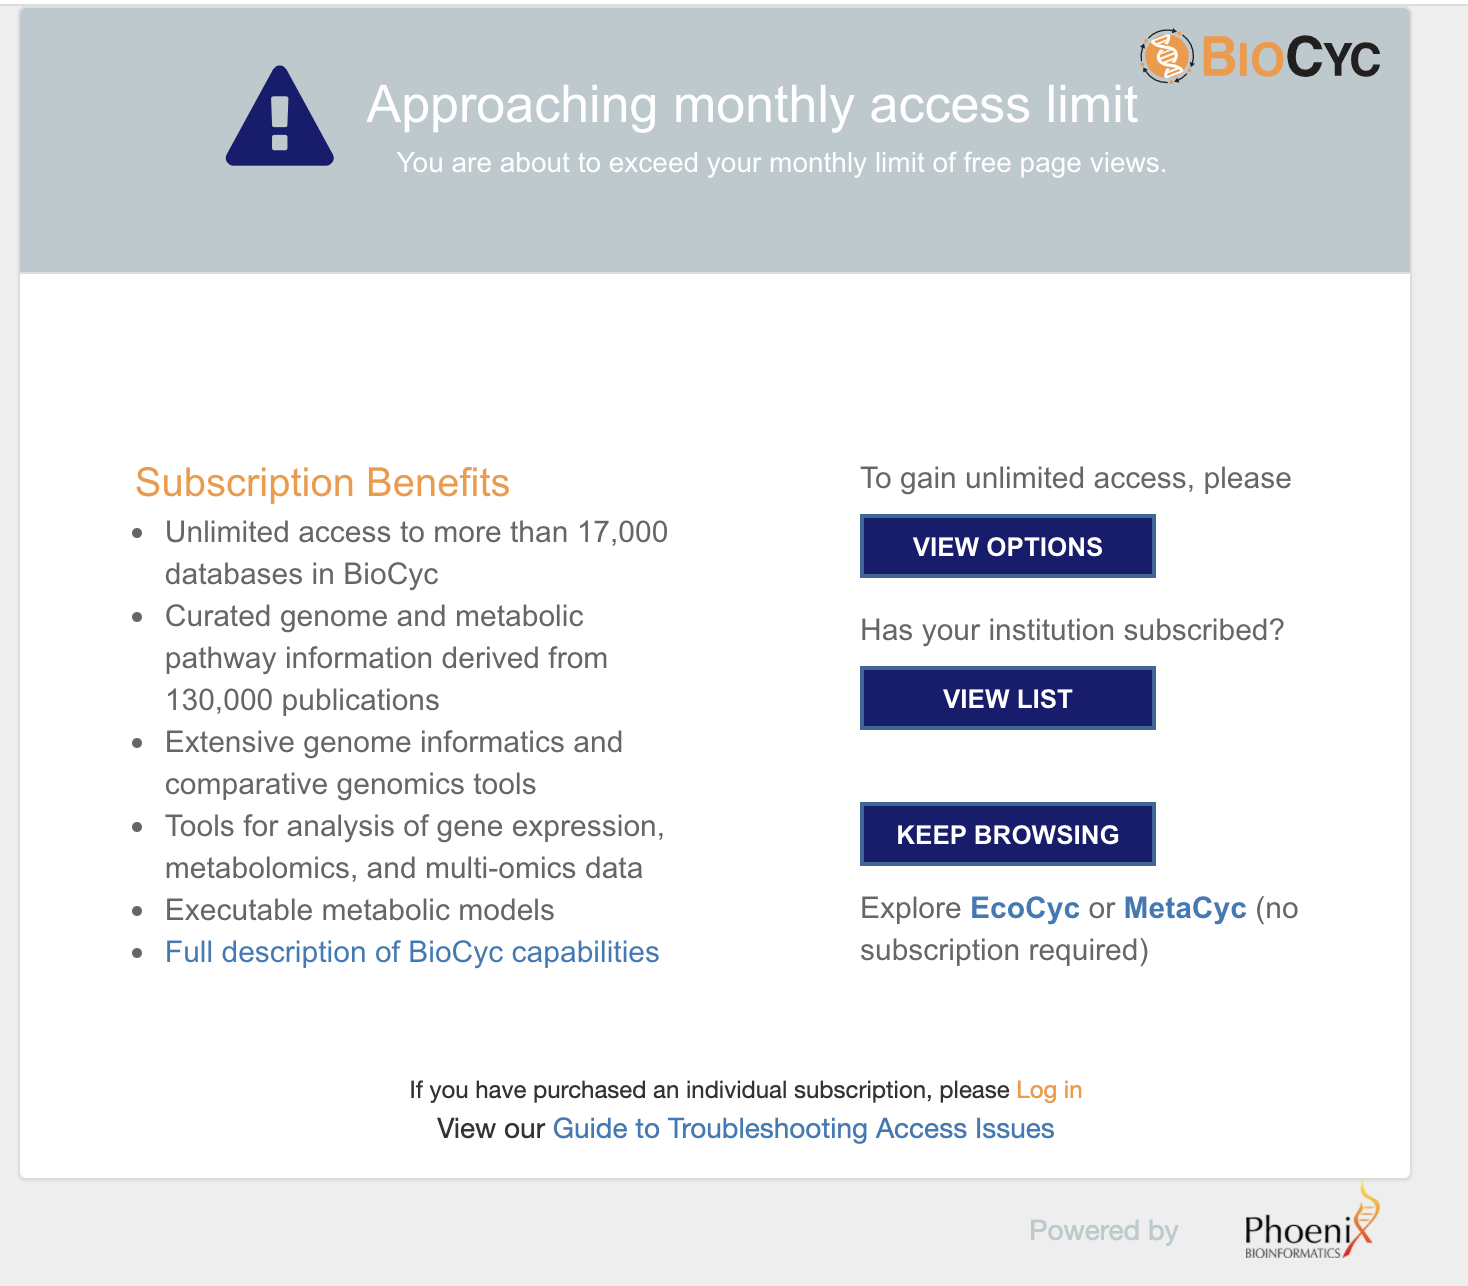 BIOCYC
Approaching monthly access limit
You are about to exceed your monthly limit of free page views.
Subscription Benefits
• Unlimited access to more than 17,000
databases in BioCyc
• Curated genome and metabolic
pathway information derived from
130,000 publications
• Extensive genome informatics and
comparative genomics tools
• Tools for analysis of gene expression,
metabolomics, and multi-omics data
• Executable metabolic models
• Full description of BioCyc capabilities
To gain unlimited access, please
VIEW OPTIONS
Has your institution subscribed?
VIEW LIST
KEEP BROWSING
Explore EcoCyc or MetaCyc (no
subscription required)
If you have purchased an individual subscription, please Log in
View our Guide to Troubleshooting Access Issues
Powered by
Phoenix
BIOINFORMATICS